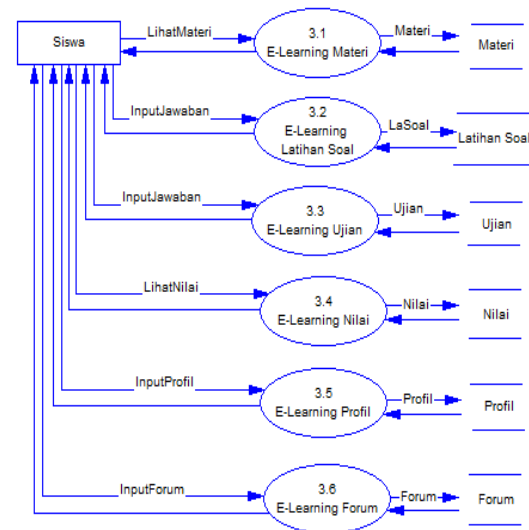 Siswa
LihatMateri
3.1
E-Learning Materi
Materi
Materi
InputJawaban
3.2
E-Learning
Latihan Soal
LaSoal
Latihan Soal
InputJawaban
3.3
E-Learning Ujian
Ujian
Ujian
LihatNilai
3.4
E-Learning Nilai
Nilai
Nilai
InputProfil
3.5
E-Learning Profil
Profil
Profil
InputForum
3.6
E-Learning Forum
Forum
Forum